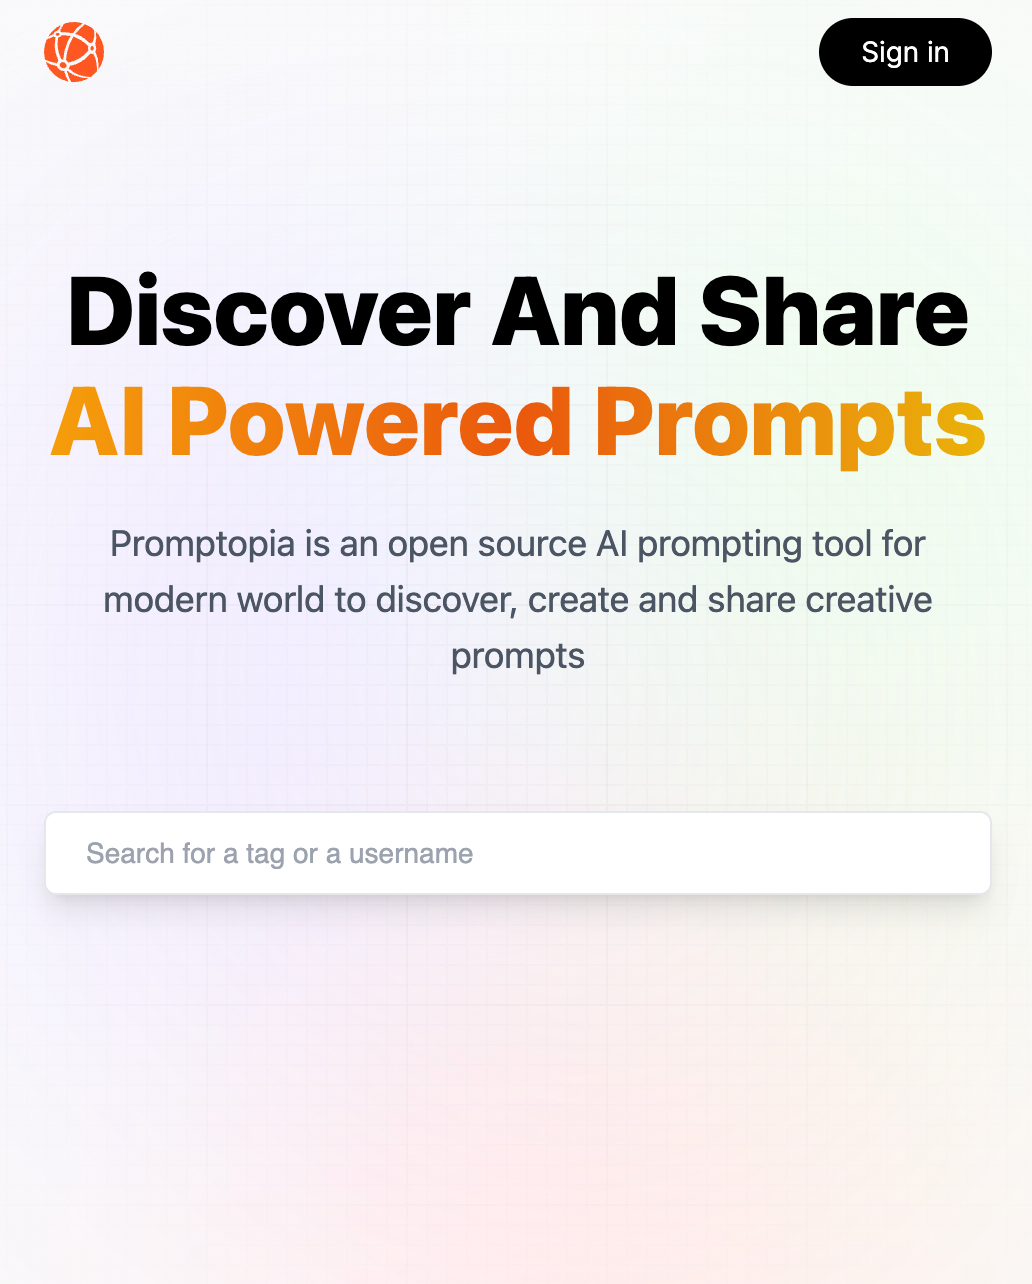 Sign in
Discover And Share
AI Powered Prompts
Promptopia is an open source AI prompting tool for
modern world to discover, create and share creative
prompts
Search for a tag or a username